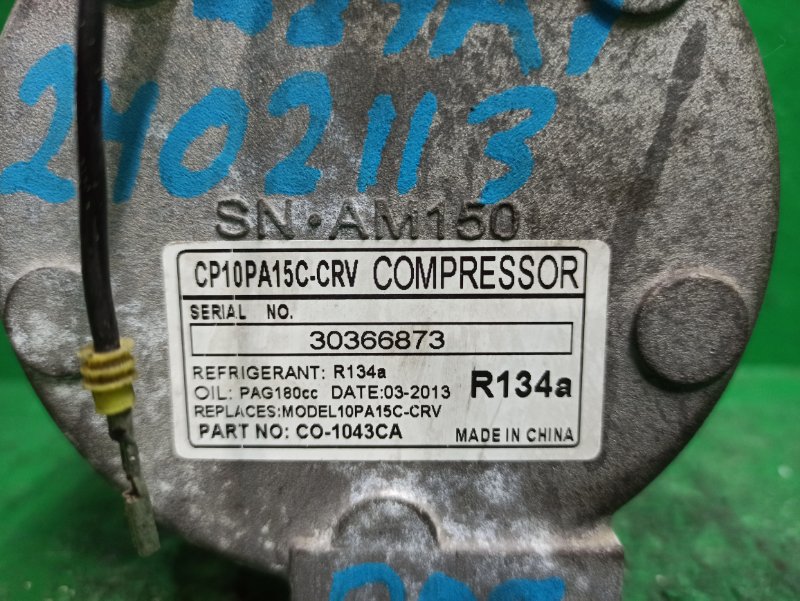 2402113
SN•AM150
CP10PA15C-CRV COMPRESSOR
SERIAL NO.
30366873
REFRIGERANT: R134a
OIL: PAG180cc DATE:03-2013 R134a
REPLACES:MODEL10PA15C-CRV
PART NO: CO-1043CA MADE IN CHINA